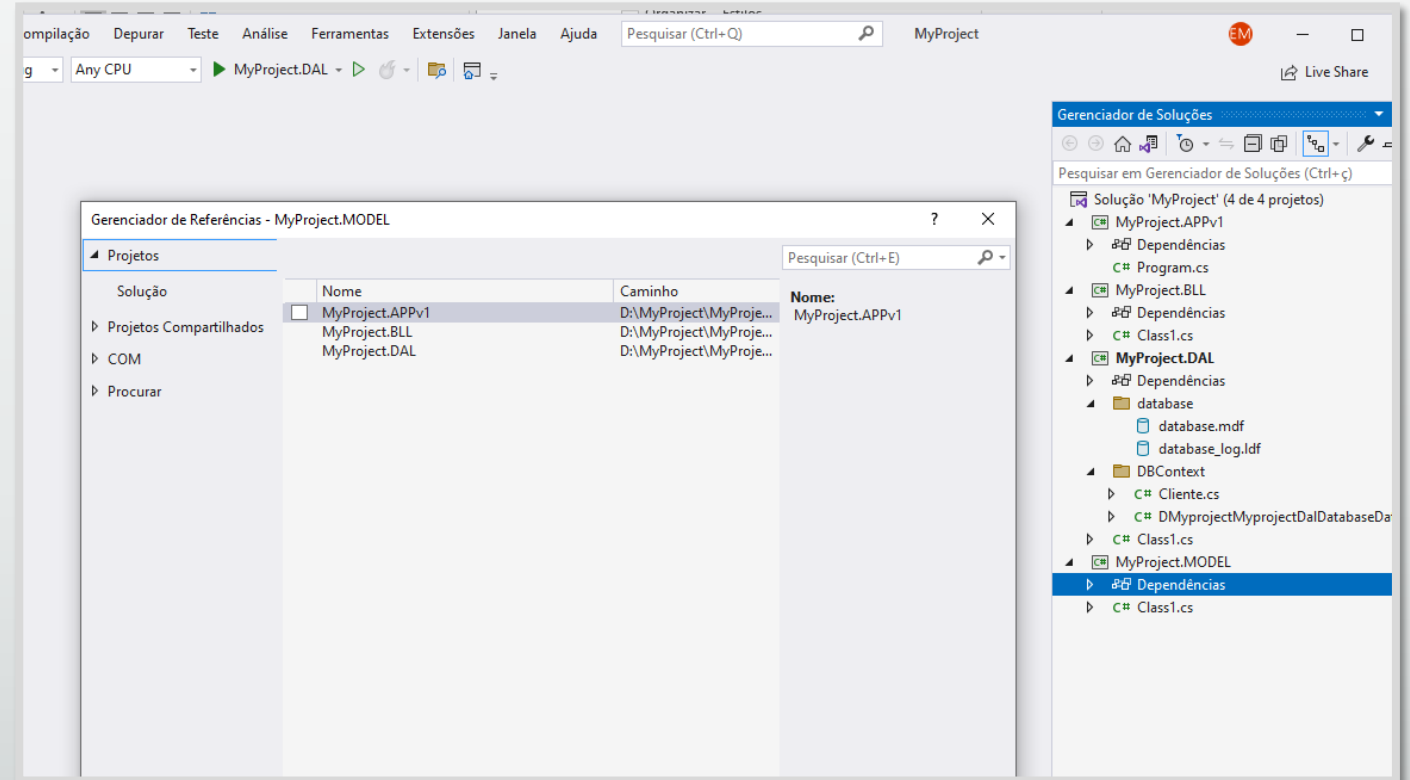 ompilação Depurar Teste Análise Ferramentas Extensões Janela Ajuda Pesquisar (Ctrl+Q) MyProject EM
g Any CPU MyProject.DAL Live Share
Gerenciador de Soluções
Pesquisar em Gerenciador de Soluções (Ctrl+ç)
Solução 'MyProject' (4 de 4 projetos)
C# MyProject.APPv1
Dependências
C# Program.cs
C# MyProject.BLL
Dependências
C# Class1.cs
C# MyProject.DAL
Dependências
database
database.mdf
database_log.ldf
DBContext
C# Cliente.cs
C# DMyprojectMyprojectDalDatabaseDa
C# Class1.cs
C# MyProject.MODEL
Dependências
C# Class1.cs
Gerenciador de Referências - MyProject.MODEL ?
Projetos
Solução
Projetos Compartilhados
COM
Procurar
Pesquisar (Ctrl+E)
Nome Caminho
MyProject.APPv1 D:\MyProject\MyProje...
MyProject.BLL D:\MyProject\MyProje...
MyProject.DAL D:\MyProject\MyProje...
Nome:
MyProject.APPv1